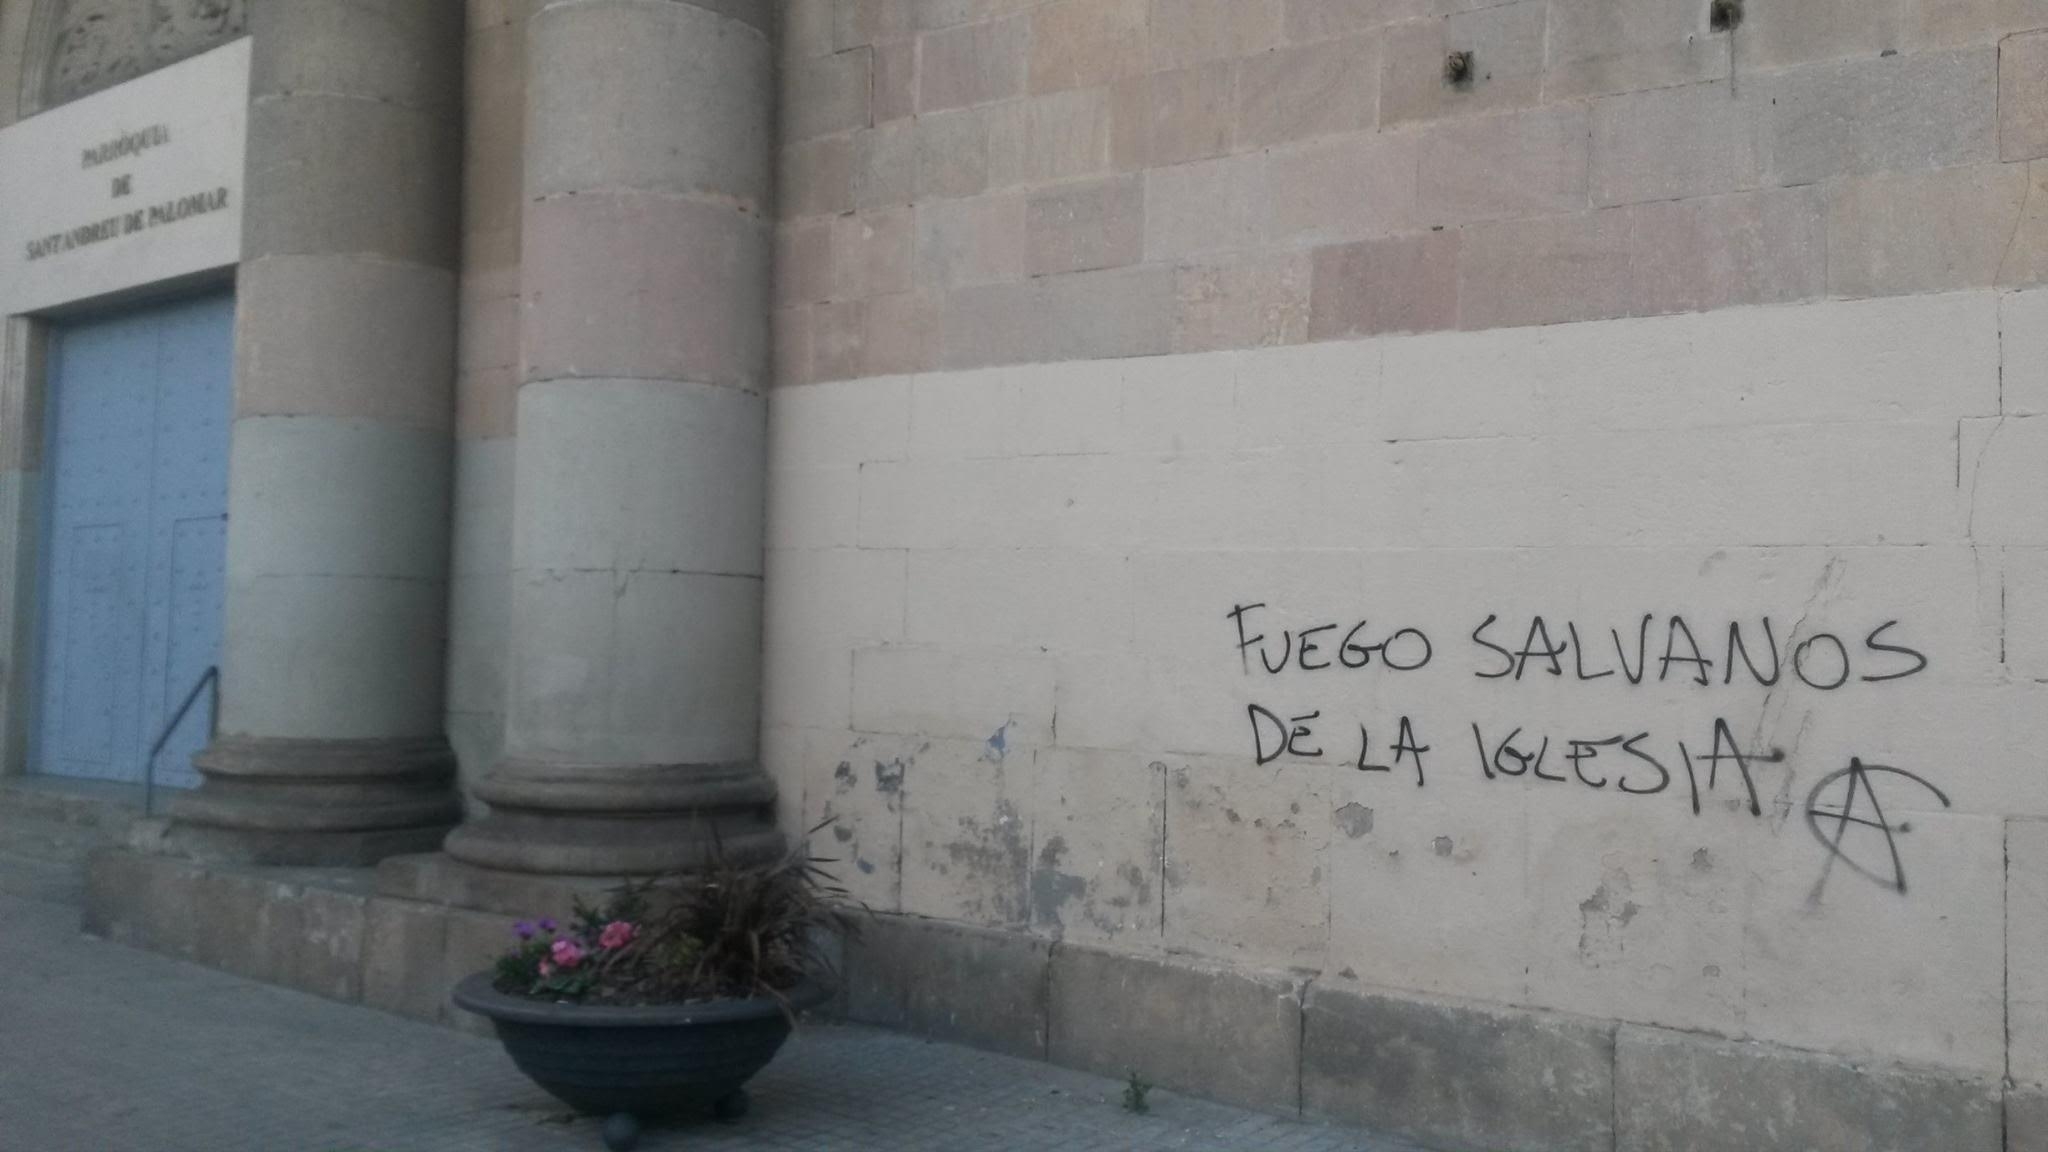 PARRÒQUIA
DE
SANT ANDREU DE PALOMAR
FUEGO SALVANOS
DE LA IGLESIA